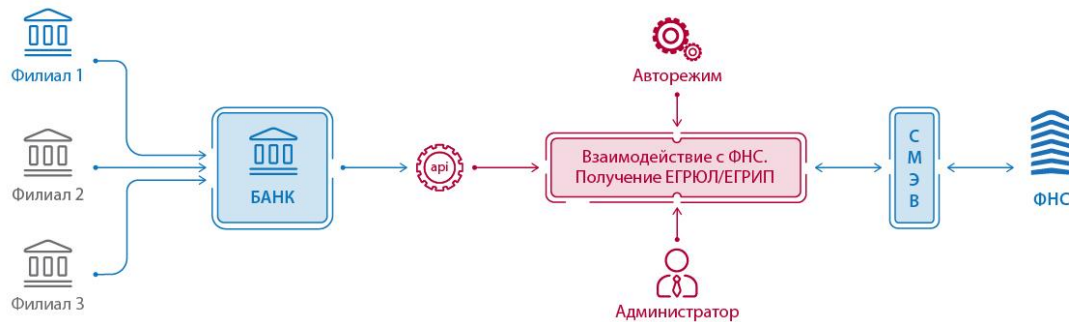 Филиал 1
Филиал 2
Филиал 3
БАНК
api
Авторежим
Взаимодействие с ФНС.
Получение ЕГРЮЛ/ЕГРИП
Администратор
С
М
Э
В
ФНС